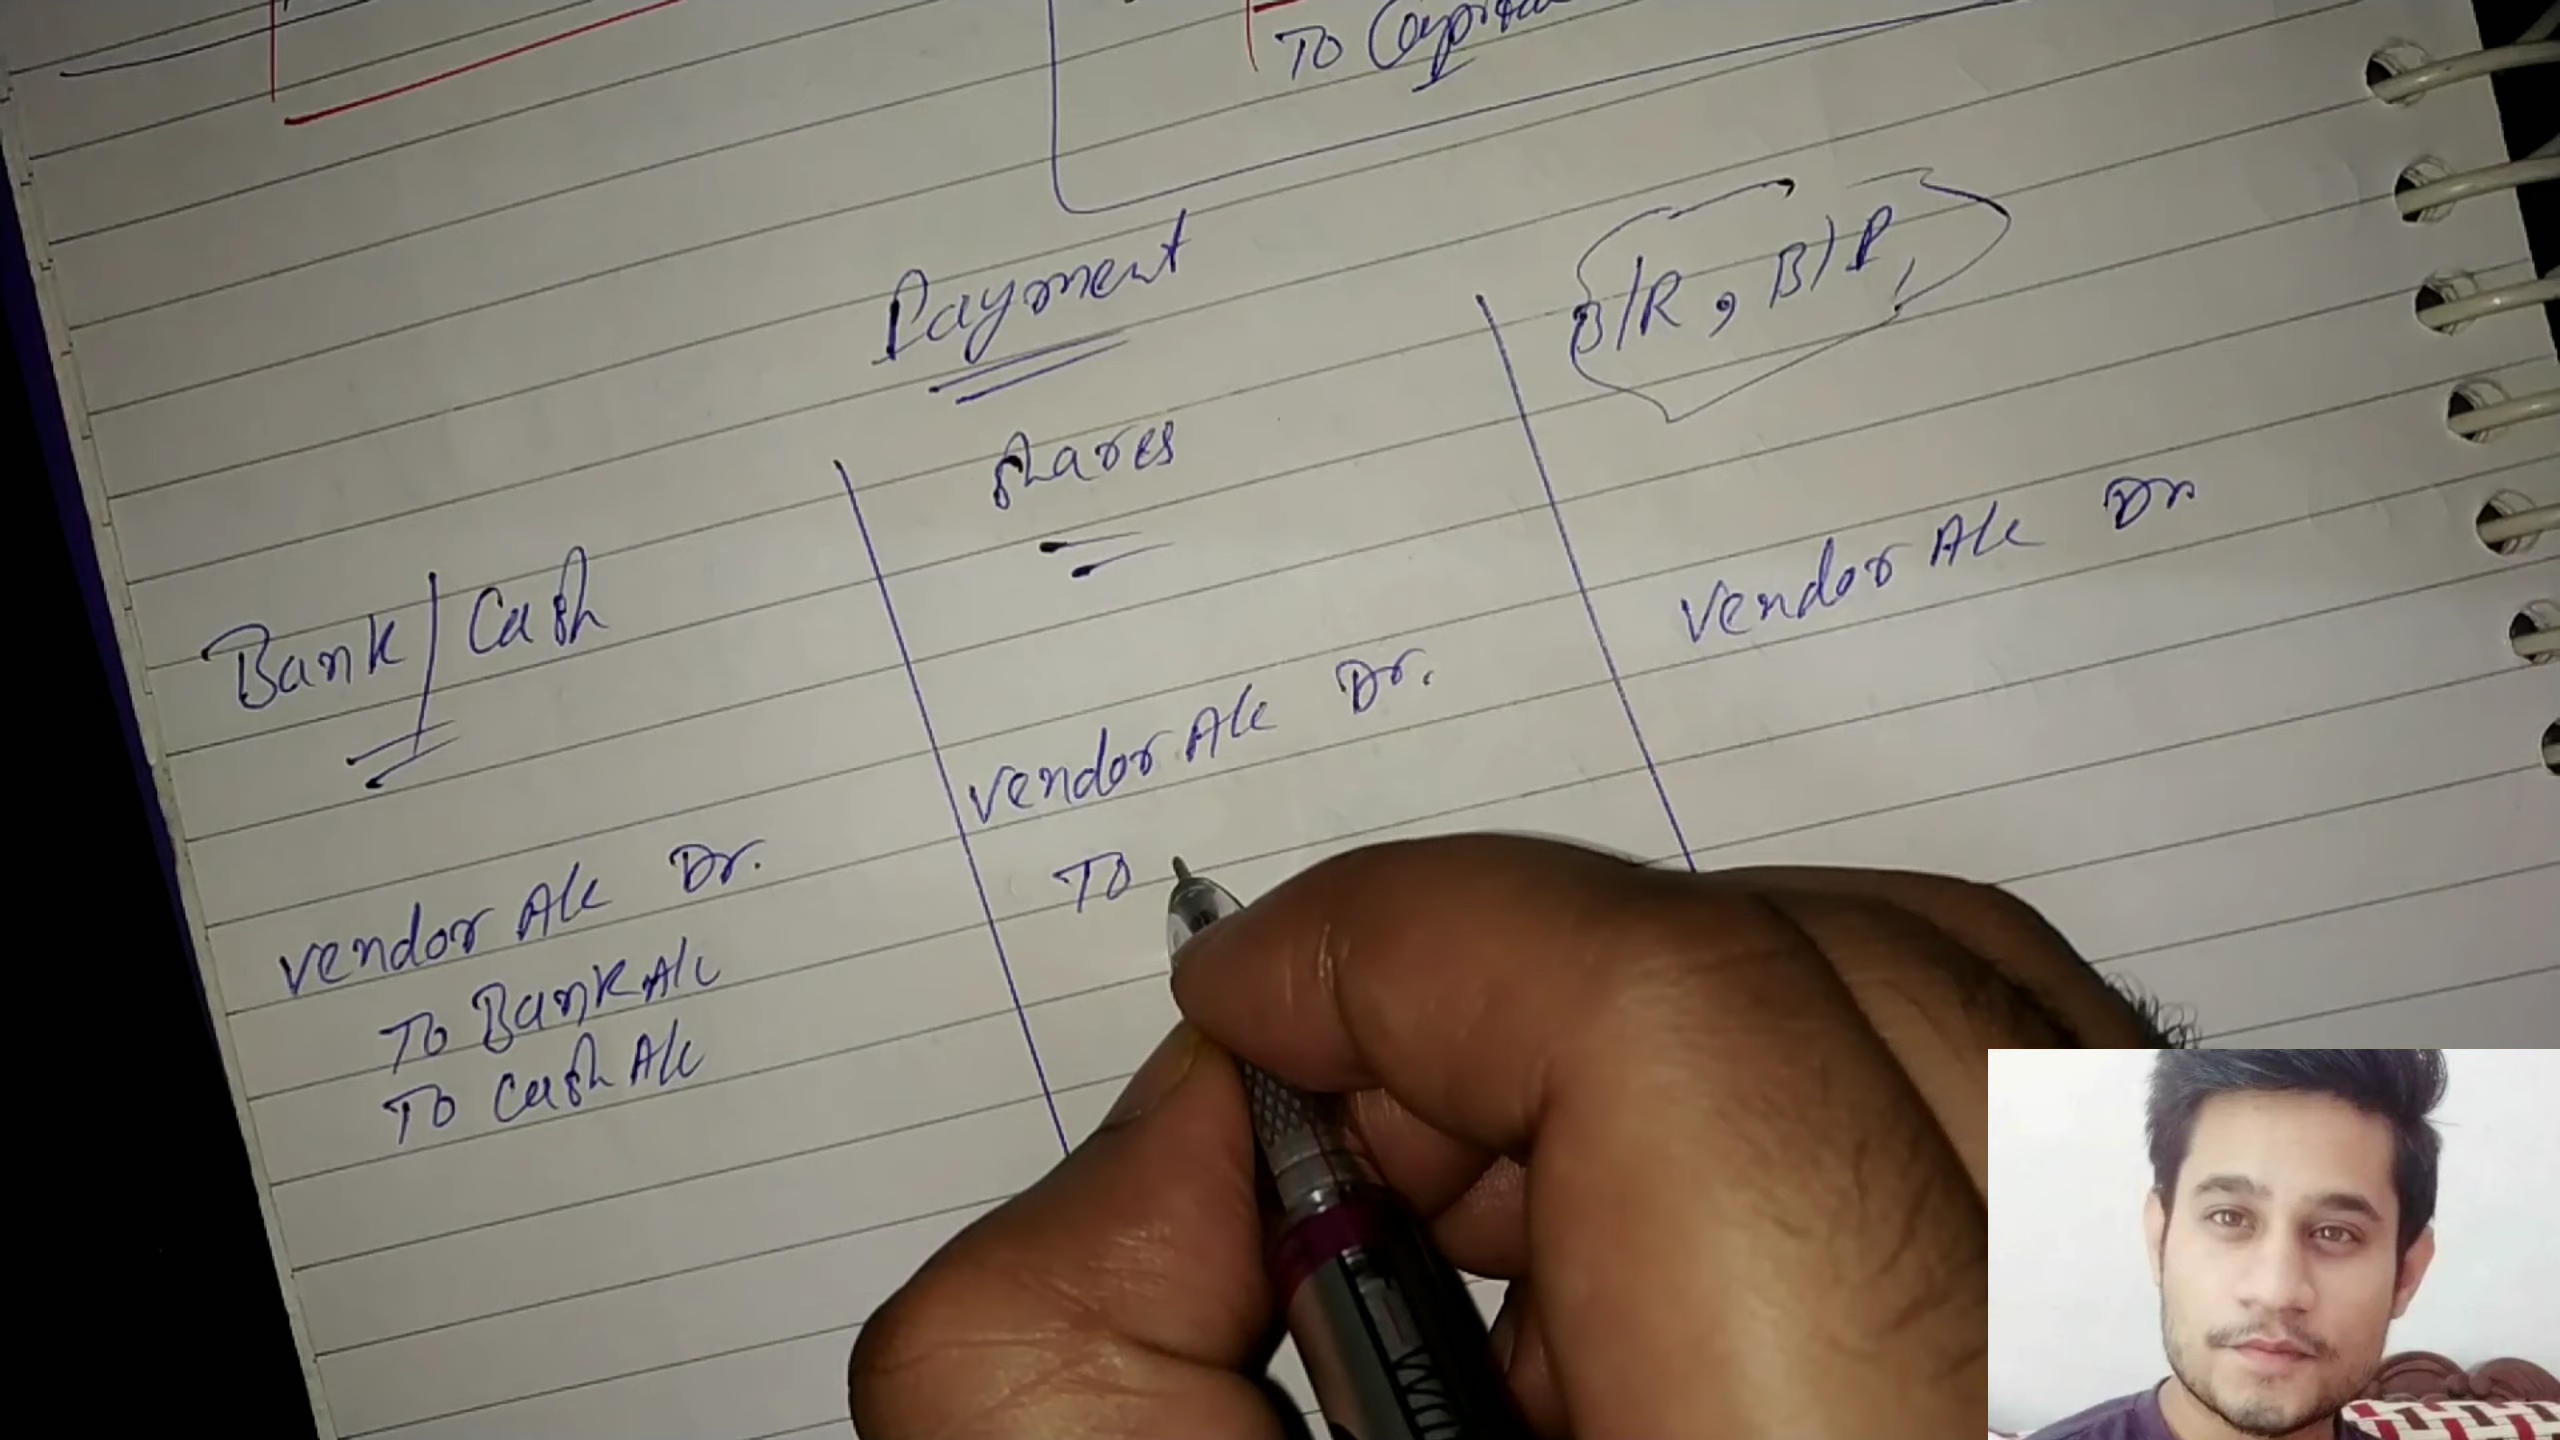 To Capital
Payment
B/R, B/P,
Shares
Bank/Cash
Vendor A/c Dr
Vendor A/c Dr.
To
Vendor A/c Dr.
To Bank A/c
To Cash A/c